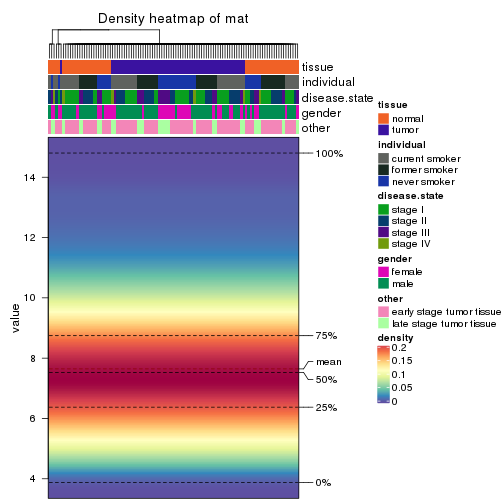 Density heatmap of mat
tissue
individual
disease.state
gender
other
value
14
12
10
8
6
4
100%
75%
mean
50%
25%
0%
tissue
normal
tumor
individual
current smoker
former smoker
never smoker
disease.state
stage I
stage II
stage III
stage IV
gender
female
male
other
early stage tumor tissue
late stage tumor tissue
density
0.2
0.15
0.1
0.05
0